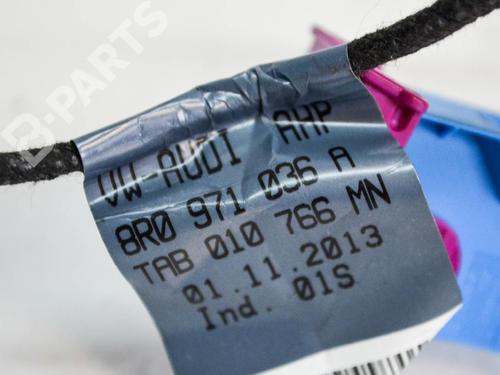 B-PARTS
VW-AUDI AHP
8R0 971 036 A
TAB 010 766 MN
01.11.2013
Ind. 01S